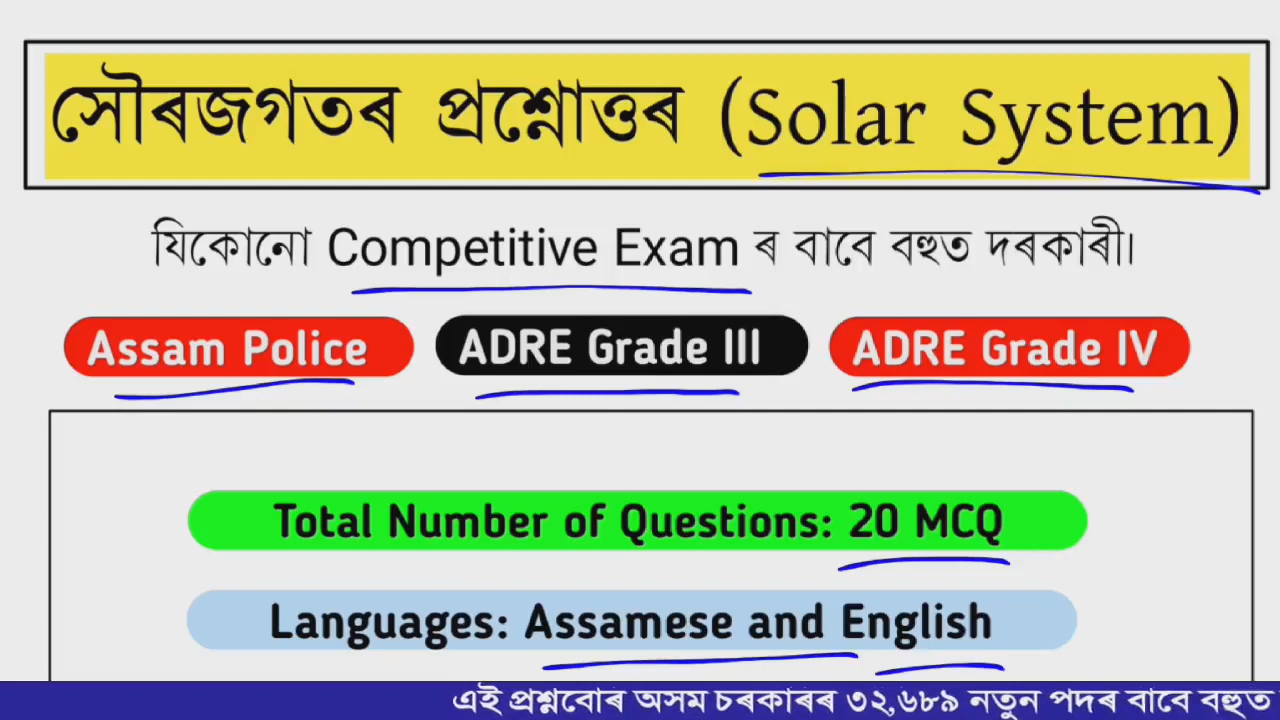 সৌৰজগতৰ প্ৰশ্নোত্তৰ (Solar System)
যিকোনো Competitive Exam ৰ বাবে বহুত দৰকাৰী।
Assam Police ADRE Grade III ADRE Grade IV
Total Number of Questions: 20 MCQ
Languages: Assamese and English
এই প্ৰশ্নবোৰ অসম চৰকাৰৰ ৩২,৬৮৯ নতুন পদৰ বাবে বহুত